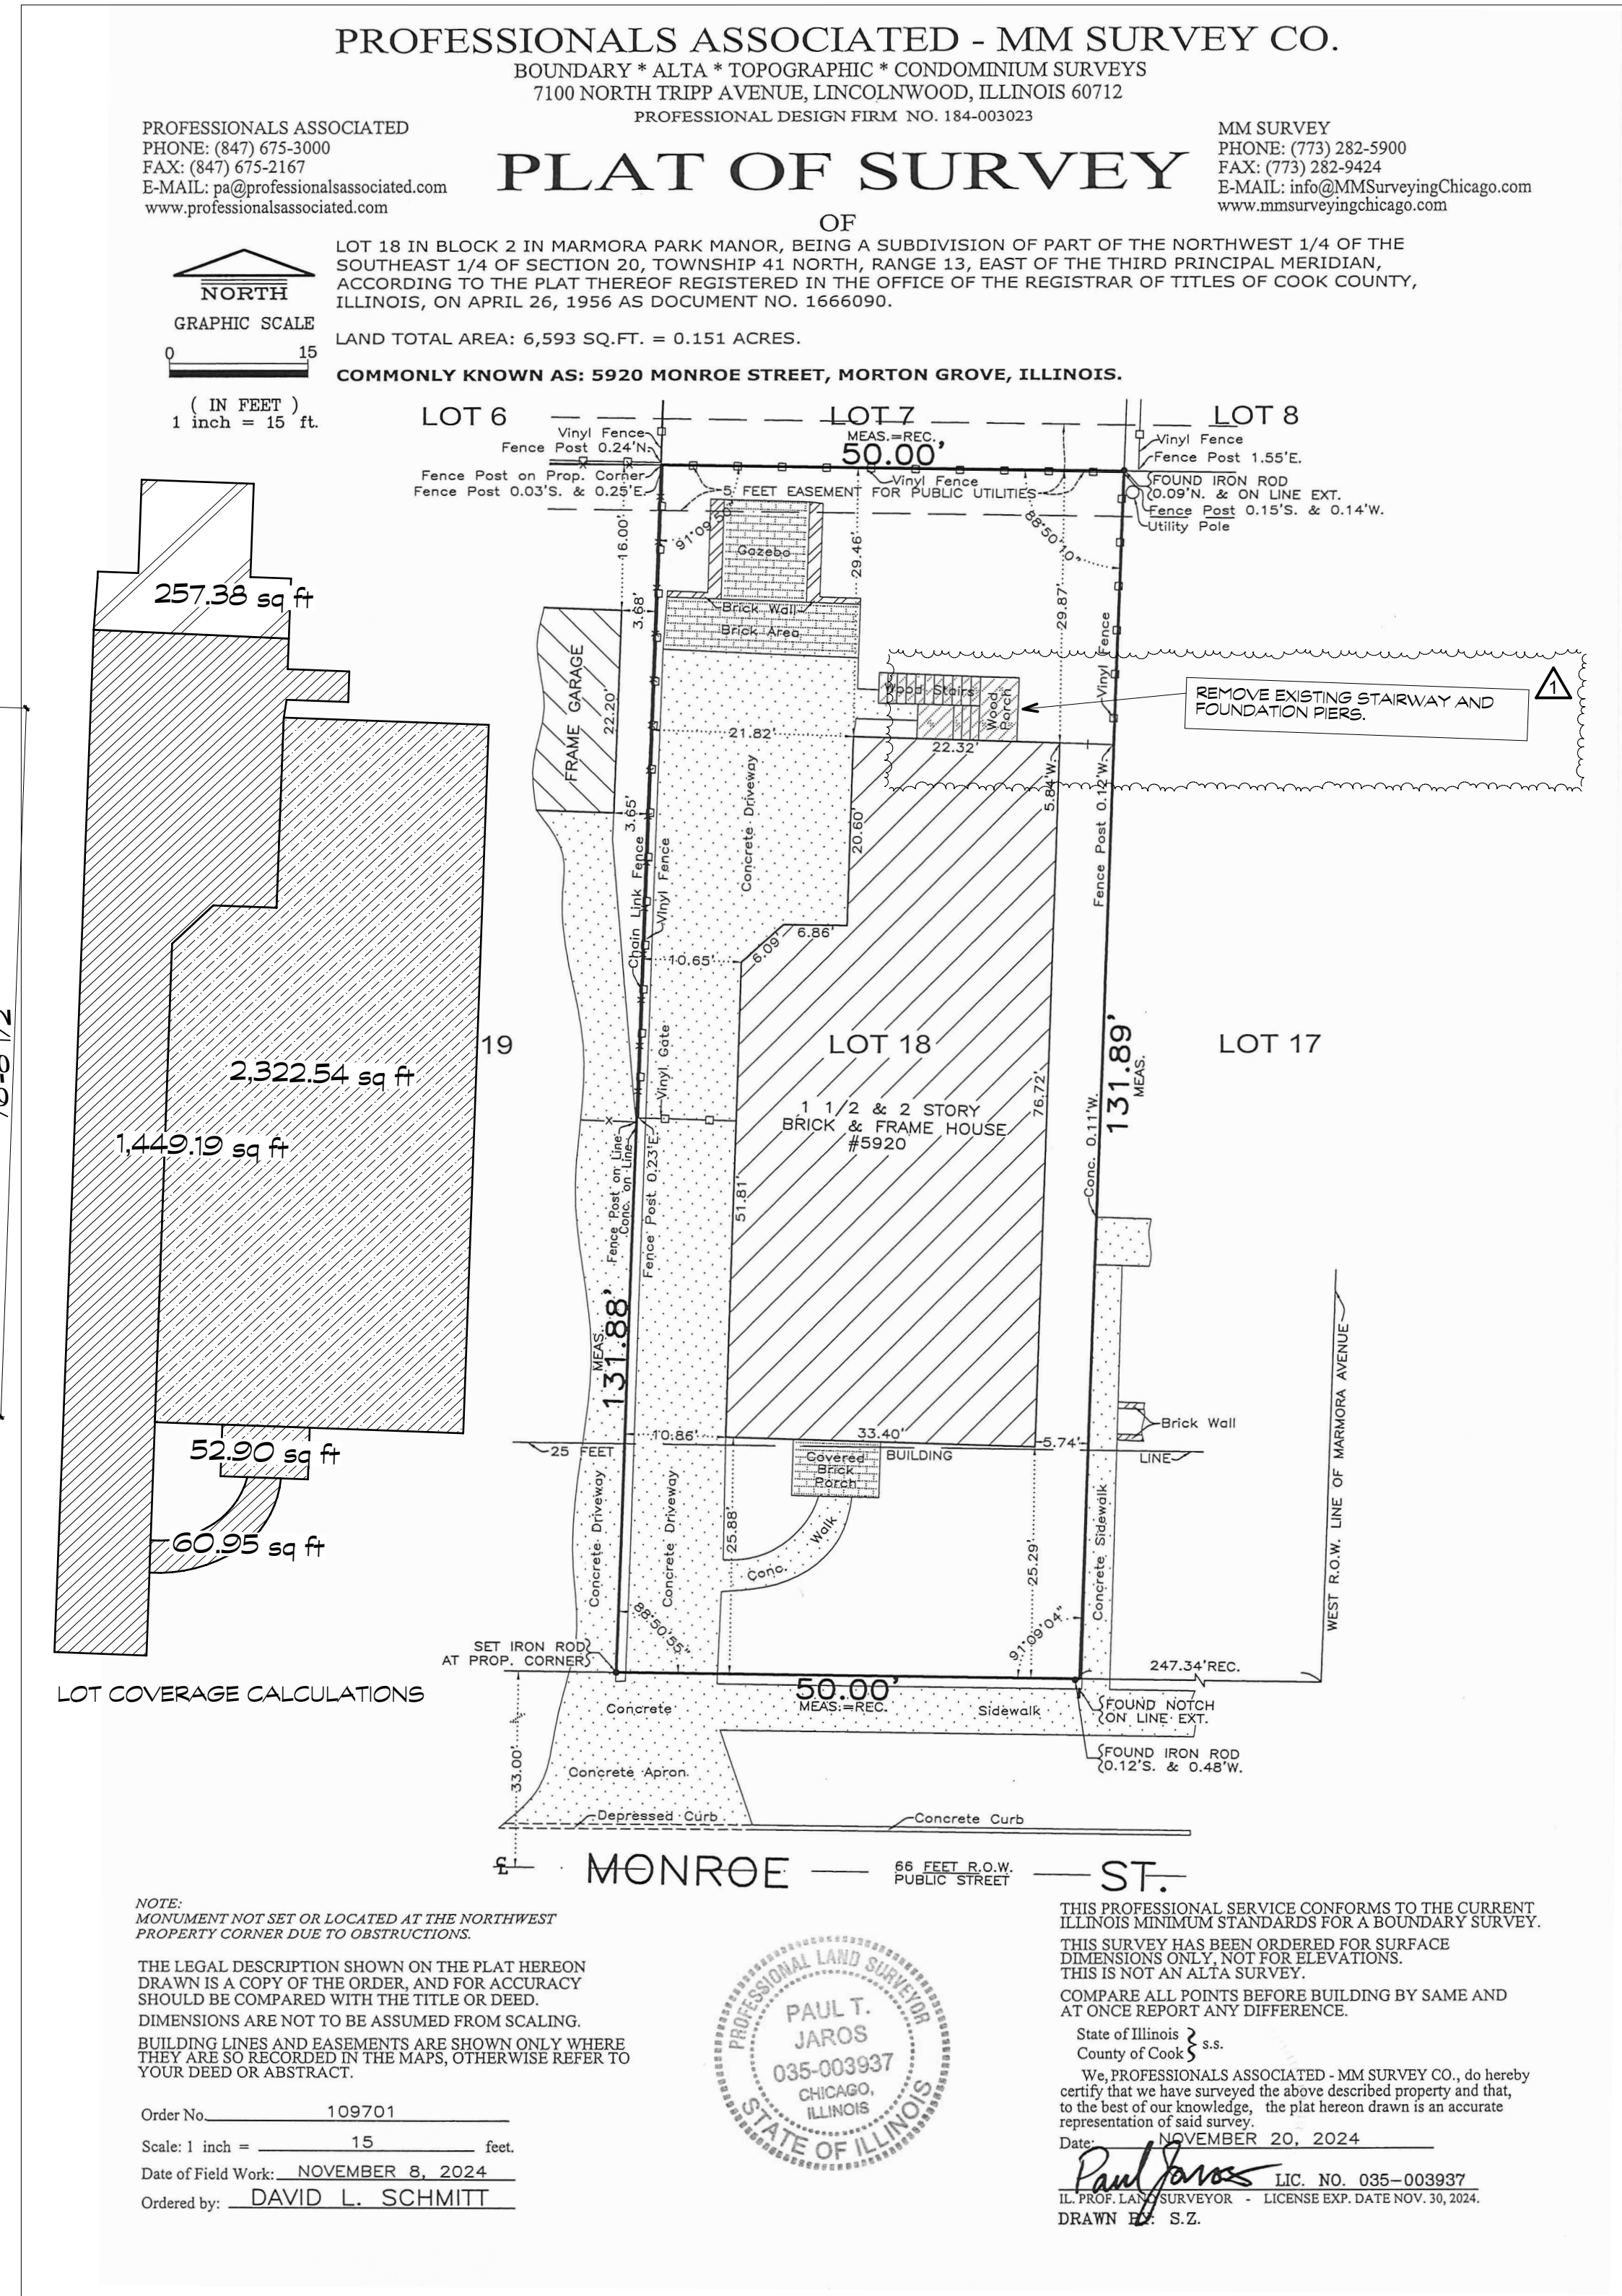 PROFESSIONALS ASSOCIATED - MM SURVEY CO.
BOUNDARY * ALTA * TOPOGRAPHIC * CONDOMINIUM SURVEYS
7100 NORTH TRIPP AVENUE, LINCOLNWOOD, ILLINOIS 60712
PROFESSIONAL DESIGN FIRM NO. 184-003023
PROFESSIONALS ASSOCIATED
PHONE: (847) 675-3000
FAX: (847) 675-2167
E-MAIL: pa@professionalsassociated.com
www.professionalsassociated.com
PLAT OF SURVEY
MM SURVEY
PHONE: (773) 282-5900
FAX: (773) 282-9424
E-MAIL: info@MMSurveyingChicago.com
www.mmsurveyingchicago.com
OF
LOT 18 IN BLOCK 2 IN MARMORA PARK MANOR, BEING A SUBDIVISION OF PART OF THE NORTHWEST 1/4 OF THE
SOUTHEAST 1/4 OF SECTION 20, TOWNSHIP 41 NORTH, RANGE 13, EAST OF THE THIRD PRINCIPAL MERIDIAN,
ACCORDING TO THE PLAT THEREOF REGISTERED IN THE OFFICE OF THE REGISTRAR OF TITLES OF COOK COUNTY,
ILLINOIS, ON APRIL 26, 1956 AS DOCUMENT NO. 1666090.
NORTH
GRAPHIC SCALE
0 15
( IN FEET )
1 inch = 15 ft.
LAND TOTAL AREA: 6,593 SQ.FT. = 0.151 ACRES.
COMMONLY KNOWN AS: 5920 MONROE STREET, MORTON GROVE, ILLINOIS.
LOT 6
LOT 7
LOT 8
MEAS.=REC.
50.00'
Vinyl Fence
Fence Post 0.24'N.
Fence Post on Prop. Corner
Fence Post 0.03'S. & 0.25'E.
Vinyl Fence
5 FEET EASEMENT FOR PUBLIC UTILITIES
Vinyl Fence
Fence Post 1.55'E.
FOUND IRON ROD
0.09'N. & ON LINE EXT.
Fence Post 0.15'S. & 0.14'W.
Utility Pole
16.00'
91°09'50"
88°50'10"
Gazebo
29.46'
29.87'
3.68'
Brick Wall
Brick Area
FRAME GARAGE
22.20'
Vinyl Fence
Wood Stairs
Wood Porch
REMOVE EXISTING STAIRWAY AND
FOUNDATION PIERS.
1
21.82'
22.32'
5.84'W.
Fence Post 0.12'W.
3.65'
Concrete Driveway
20.60'
Chain Link Fence
Vinyl Fence
6.86'
6.09'
10.65'
257.38 sq ft
2,322.54 sq ft
1,449.19 sq ft
52.90 sq ft
60.95 sq ft
LOT COVERAGE CALCULATIONS
19
LOT 18
LOT 17
1 1/2 & 2 STORY
BRICK & FRAME HOUSE
#5920
Vinyl Gate
76.72'
131.89'
MEAS.
Conc. 0.11'W.
Fence Post on Line
Conc. on Line
Fence Post 0.23'E.
51.81'
MEAS.
131.88'
10.86'
33.40'
5.74'
25 FEET
BUILDING
LINE
Brick Wall
Covered
Brick
Porch
Concrete Driveway
Concrete Driveway
25.88'
Conc.
Walk
25.29'
Concrete Sidewalk
WEST R.O.W. LINE OF MARMORA AVENUE
88°50'55"
91°09'04"
SET IRON ROD
AT PROP. CORNER
247.34'REC.
50.00'
MEAS.=REC.
Concrete
Sidewalk
FOUND NOTCH
ON LINE EXT.
FOUND IRON ROD
0.12'S. & 0.48'W.
33.00'
Concrete Apron
Depressed Curb
Concrete Curb
MONROE
66 FEET R.O.W.
PUBLIC STREET
ST.
NOTE:
MONUMENT NOT SET OR LOCATED AT THE NORTHWEST
PROPERTY CORNER DUE TO OBSTRUCTIONS.
THE LEGAL DESCRIPTION SHOWN ON THE PLAT HEREON
DRAWN IS A COPY OF THE ORDER, AND FOR ACCURACY
SHOULD BE COMPARED WITH THE TITLE OR DEED.
DIMENSIONS ARE NOT TO BE ASSUMED FROM SCALING.
BUILDING LINES AND EASEMENTS ARE SHOWN ONLY WHERE
THEY ARE SO RECORDED IN THE MAPS, OTHERWISE REFER TO
YOUR DEED OR ABSTRACT.
Order No. 109701
Scale: 1 inch = 15 feet.
Date of Field Work: NOVEMBER 8, 2024
Ordered by: DAVID L. SCHMITT
PROFESSIONAL LAND SURVEYOR
PAUL T.
JAROS
035-003937
CHICAGO,
ILLINOIS
STATE OF ILLINOIS
THIS PROFESSIONAL SERVICE CONFORMS TO THE CURRENT
ILLINOIS MINIMUM STANDARDS FOR A BOUNDARY SURVEY.
THIS SURVEY HAS BEEN ORDERED FOR SURFACE
DIMENSIONS ONLY, NOT FOR ELEVATIONS.
THIS IS NOT AN ALTA SURVEY.
COMPARE ALL POINTS BEFORE BUILDING BY SAME AND
AT ONCE REPORT ANY DIFFERENCE.
State of Illinois
County of Cook s.s.
We, PROFESSIONALS ASSOCIATED - MM SURVEY CO., do hereby
certify that we have surveyed the above described property and that,
to the best of our knowledge, the plat hereon drawn is an accurate
representation of said survey.
Date: NOVEMBER 20, 2024
Paul Jaros LIC. NO. 035-003937
IL. PROF. LAND SURVEYOR - LICENSE EXP. DATE NOV. 30, 2024.
DRAWN BY: S.Z.